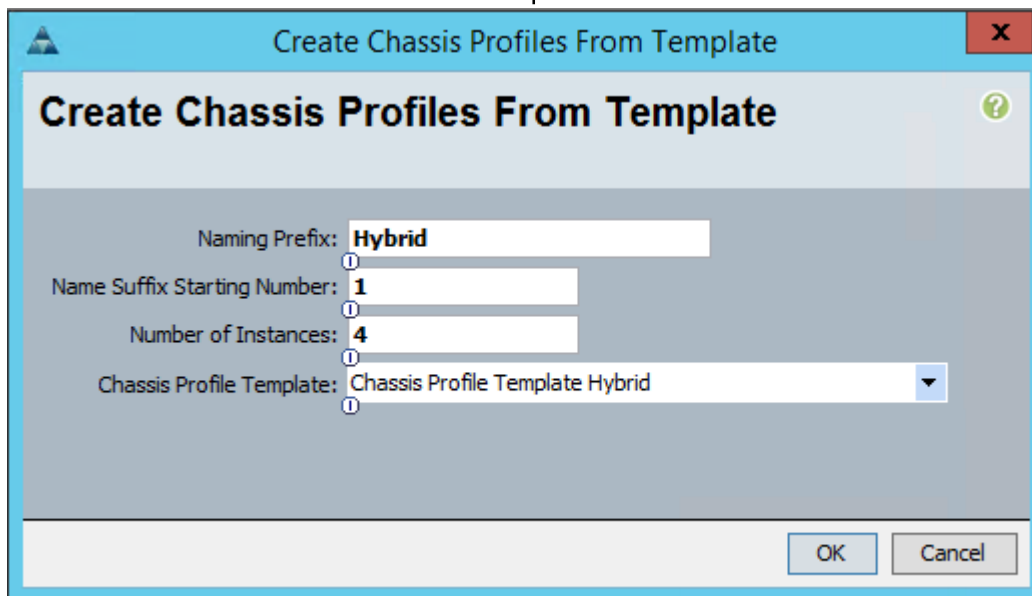 Create Chassis Profiles From Template
x
Create Chassis Profiles From Template
?
Naming Prefix: Hybrid
Name Suffix Starting Number: 1
Number of Instances: 4
Chassis Profile Template: Chassis Profile Template Hybrid
OK Cancel